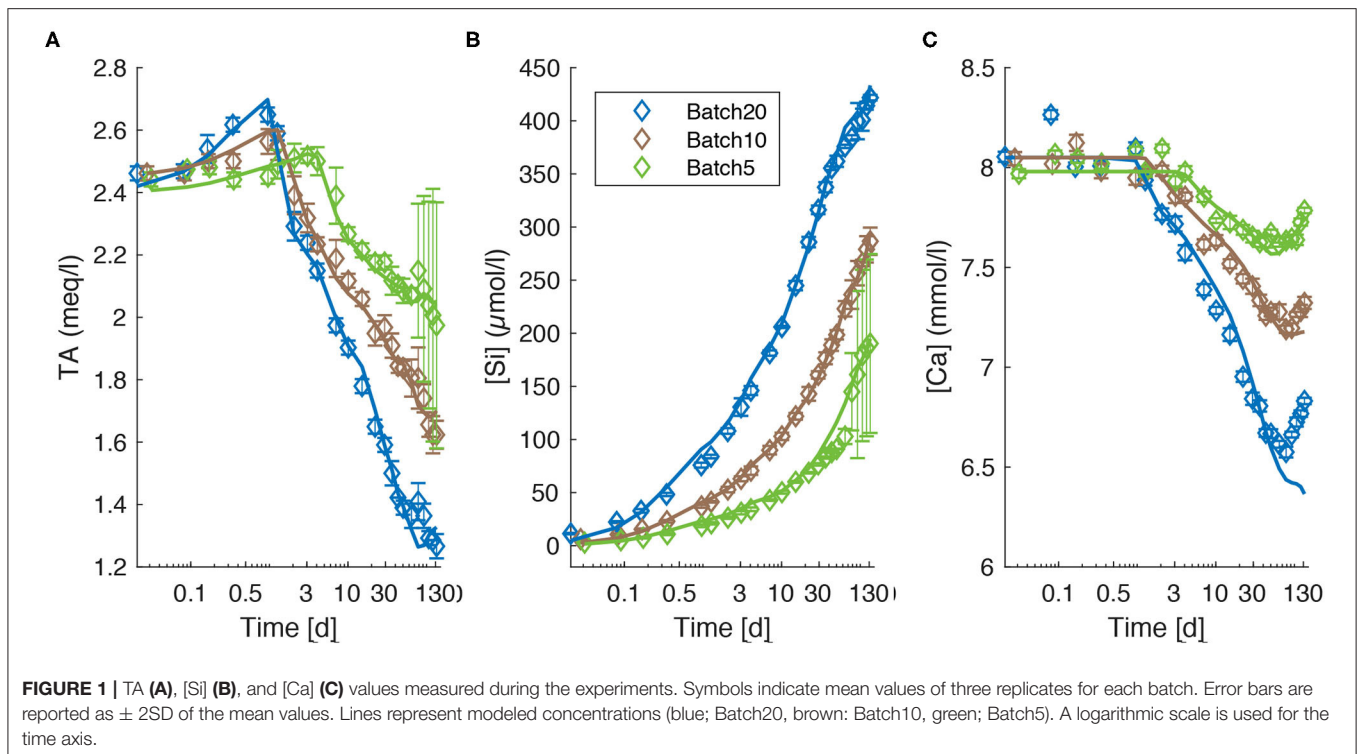 A
B
C
2.8
2.6
2.4
2.2
2
1.8
1.6
1.4
1.2
TA (meq/l)
0.1 0.5 3 10 30 130
Time [d]
450
400
350
300
250
200
150
100
50
0
[Si] (µmol/l)
Batch20
Batch10
Batch5
0.1 0.5 3 10 30 130
Time [d]
8.5
8
7.5
7
6.5
6
[Ca] (mmol/l)
0.1 0.5 3 10 30 130
Time [d]
FIGURE 1 | TA (A), [Si] (B), and [Ca] (C) values measured during the experiments. Symbols indicate mean values of three replicates for each batch. Error bars are
reported as ± 2SD of the mean values. Lines represent modeled concentrations (blue; Batch20, brown: Batch10, green; Batch5). A logarithmic scale is used for the
time axis.